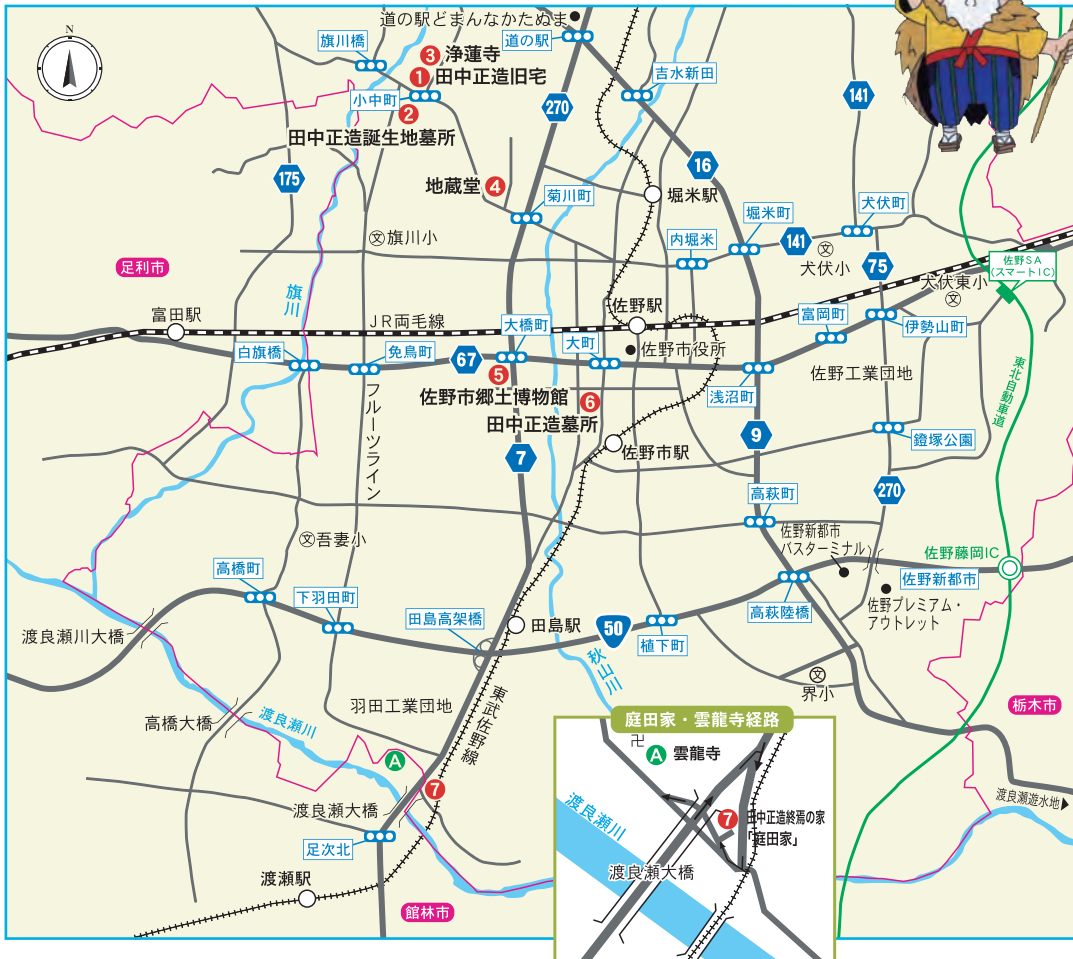 N
道の駅どまんなかたぬま
道の駅
旗川橋
3 浄蓮寺
1 田中正造旧宅
小中町
2
田中正造誕生地墓所
吉水新田
270
141
175
16
地蔵堂 4
菊川町
堀米駅
堀米町
犬伏町
文 旗川小
内堀米
141
文
犬伏小
75
佐野SA
(スマートIC)
足利市
犬伏東小
文
旗川
富田駅
JR両毛線
佐野駅
大橋町
大町
富岡町
伊勢山町
白旗橋
免鳥町
67
佐野市役所
5
佐野市郷土博物館
6
田中正造墓所
浅沼町
佐野工業団地
東北自動車道
フルーツライン
7
佐野市駅
9
鐙塚公園
270
高萩町
文 吾妻小
佐野新都市
バスターミナル
佐野藤岡IC
佐野新都市
高橋町
下羽田町
田島高架橋
田島駅
50
植下町
高萩陸橋
佐野プレミアム・
アウトレット
渡良瀬川大橋
秋山川
文
界小
羽田工業団地
東武佐野線
栃木市
高橋大橋
渡良瀬川
A
7
渡良瀬大橋
足次北
渡瀬駅
館林市
渡良瀬遊水地▶
庭田家・雲龍寺経路
卍
A 雲龍寺
渡良瀬川
7 田中正造終焉の家
「庭田家」
渡良瀬大橋